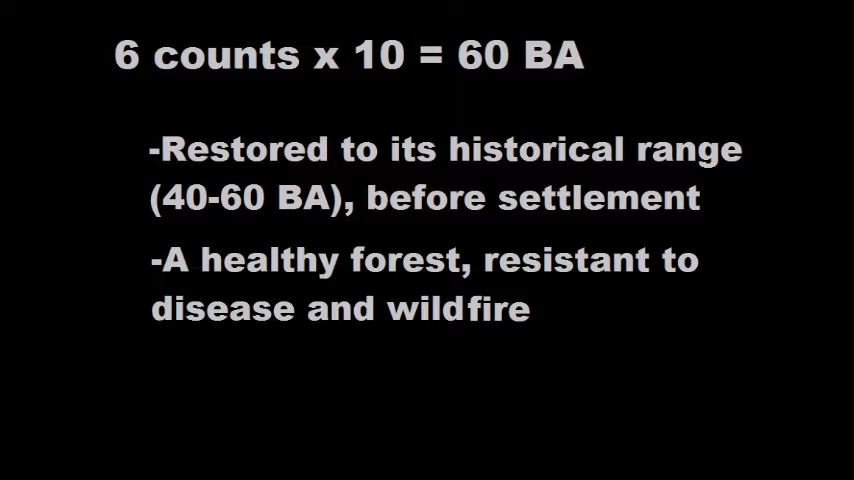 6 counts x 10 = 60 BA
-Restored to its historical range
(40-60 BA), before settlement
-A healthy forest, resistant to
disease and wildfire